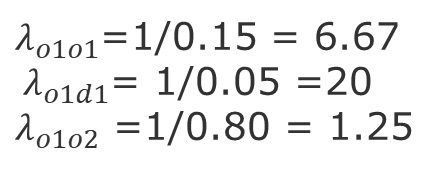 λo1o1=1/0.15 = 6.67
λo1d1= 1/0.05 =20
λo1o2 =1/0.80 = 1.25